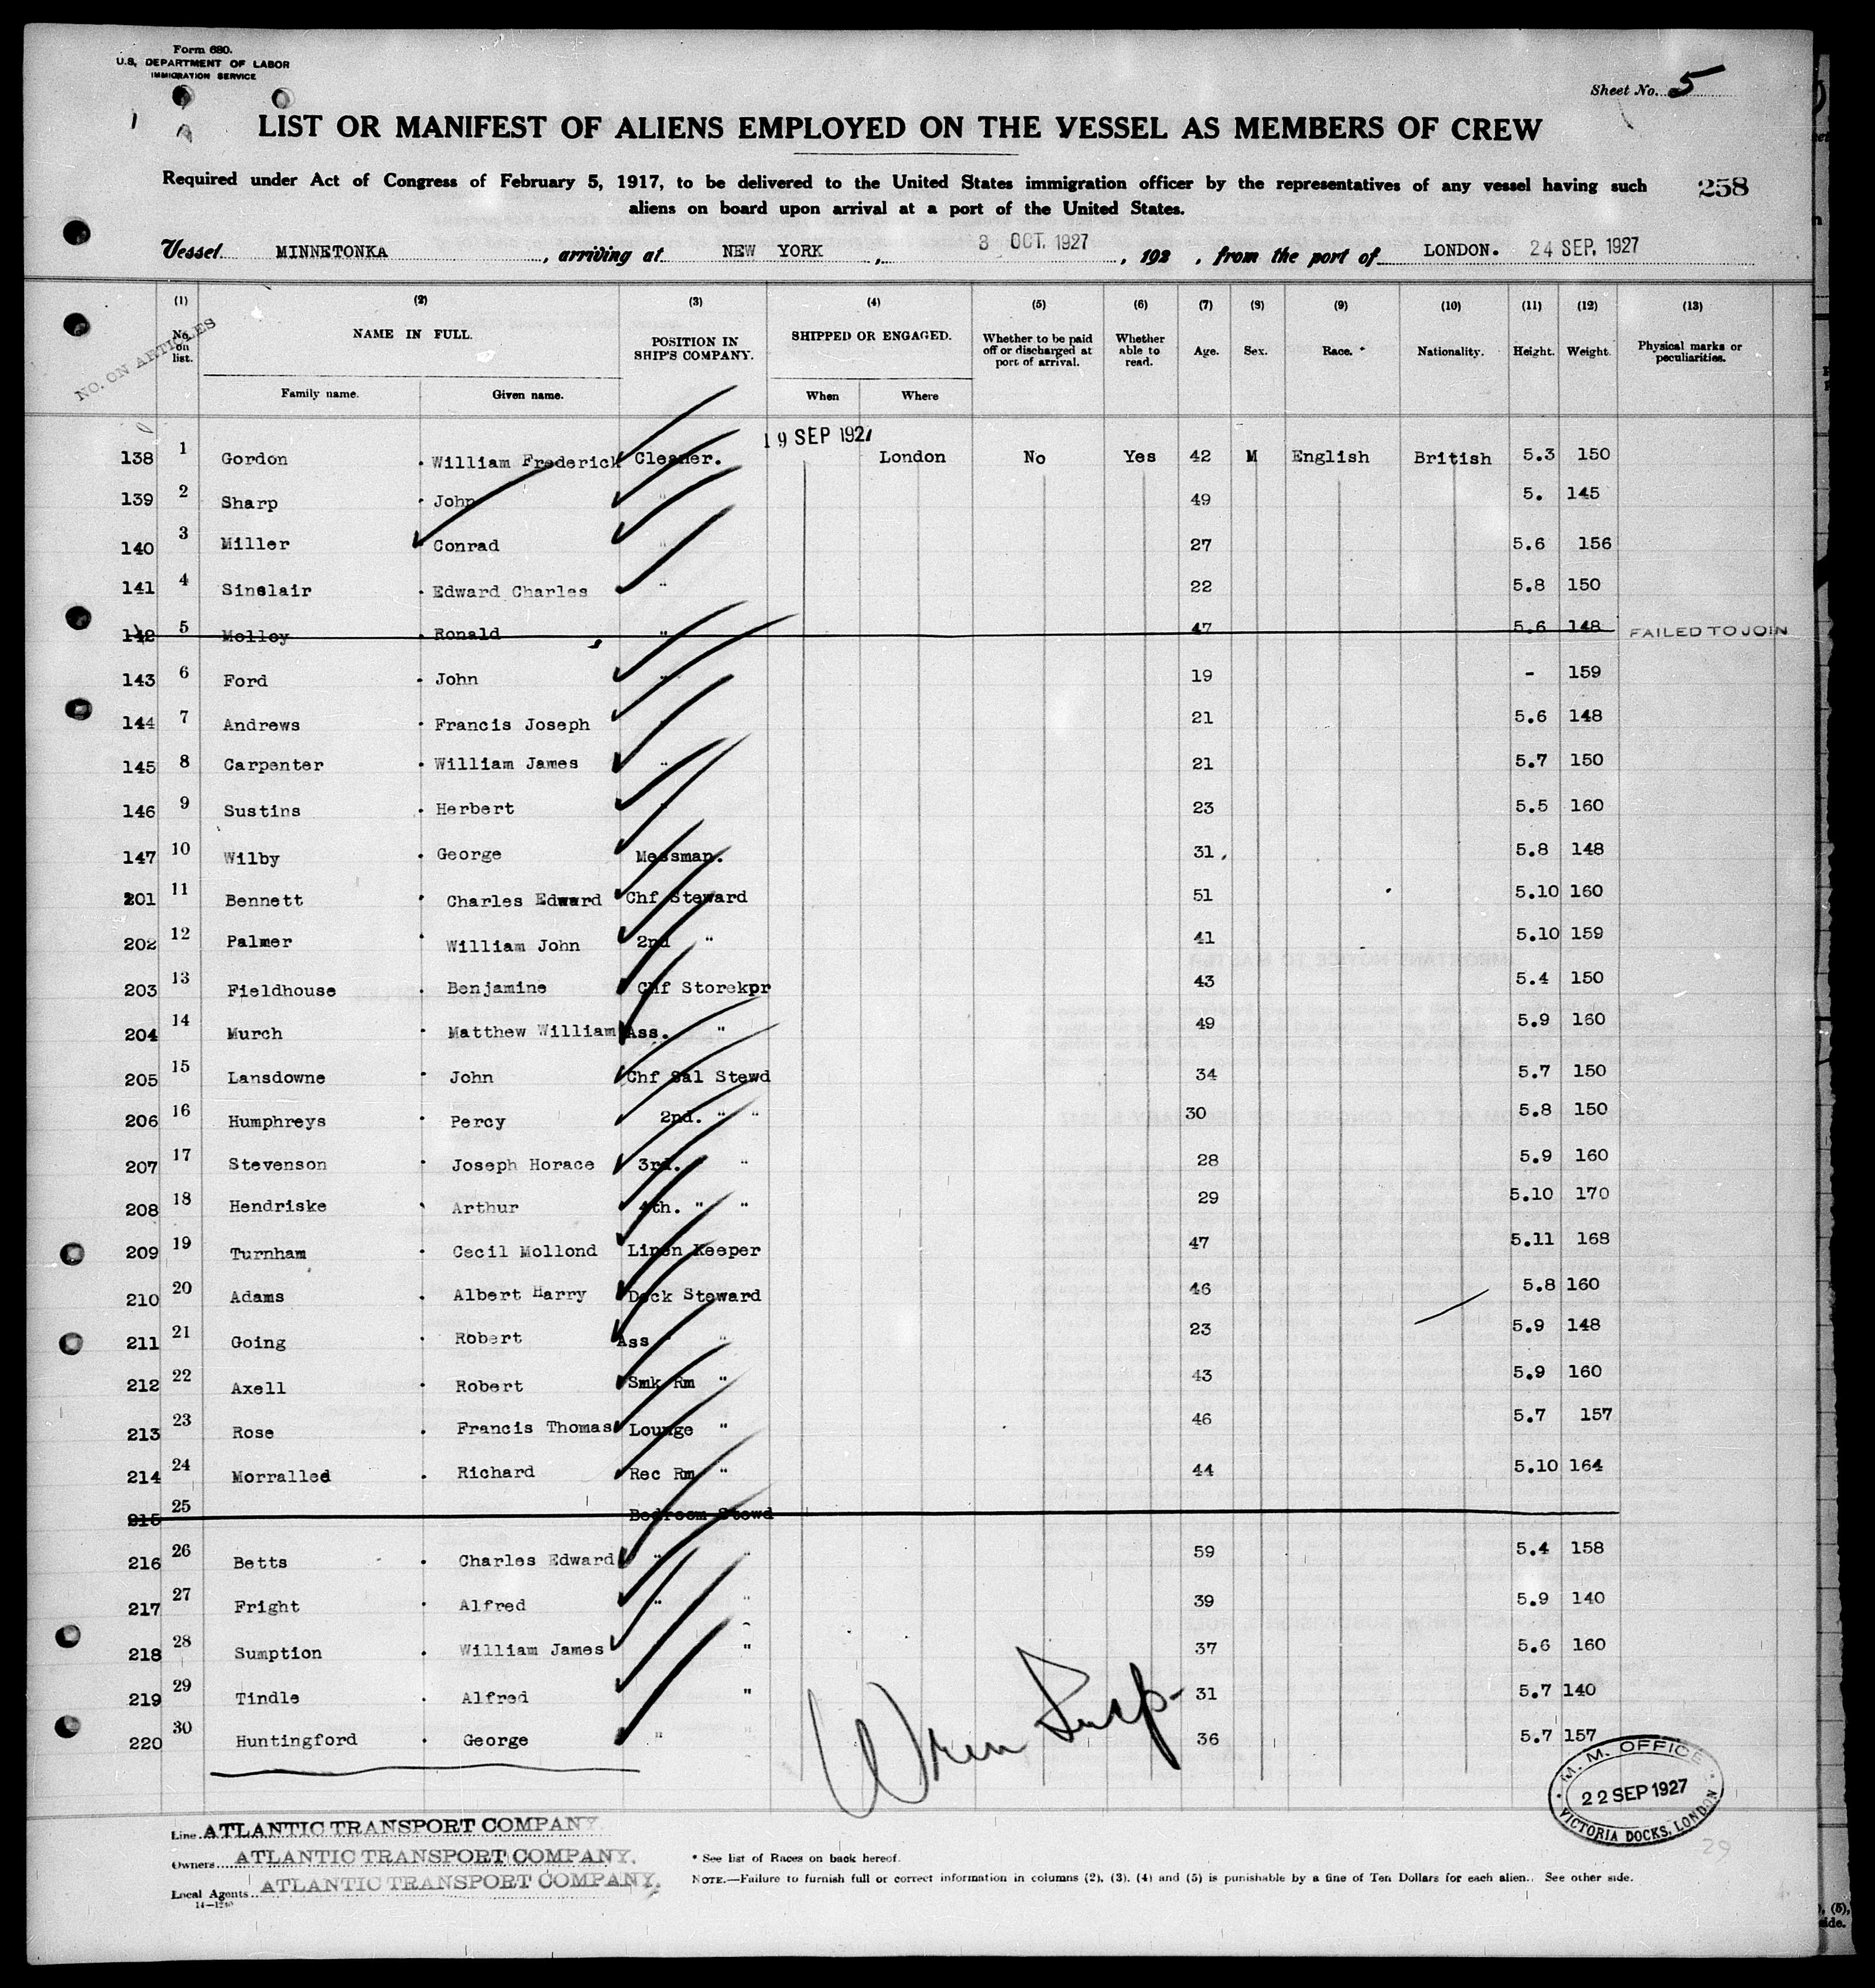 Form 680.
U.S. DEPARTMENT OF LABOR
IMMIGRATION SERVICE
Sheet No. 5
LIST OR MANIFEST OF ALIENS EMPLOYED ON THE VESSEL AS MEMBERS OF CREW
Required under Act of Congress of February 5, 1917, to be delivered to the United States immigration officer by the representatives of any vessel having such
aliens on board upon arrival at a port of the United States.
258
Vessel MINNETONKA, arriving at NEW YORK, 3 OCT. 1927, 192 , from the port of LONDON. 24 SEP. 1927
(1) (2) (3) (4) (5) (6) (7) (8) (9) (10) (11) (12) (13)
NO. ON ARTICLES
No. on list. NAME IN FULL. POSITION IN SHIP'S COMPANY. SHIPPED OR ENGAGED. Whether to be paid off or discharged at port of arrival. Whether able to read. Age. Sex. Race. * Nationality. Height. Weight. Physical marks or peculiarities.
Family name. Given name. When Where
19 SEP 192
138 1 Gordon William Frederick Cleaner. London No Yes 42 M English British 5.3 150
139 2 Sharp John " 49 5. 145
140 3 Miller Conrad " 27 5.6 156
141 4 Sinclair Edward Charles " 22 5.8 150
142 5 Molloy Ronald " 47 5.6 148 FAILED TO JOIN
143 6 Ford John " 19 - 159
144 7 Andrews Francis Joseph " 21 5.6 148
145 8 Carpenter William James " 21 5.7 150
146 9 Sustins Herbert " 23 5.5 160
147 10 Wilby George Messman. 31 5.8 148
201 11 Bennett Charles Edward Chf Steward 51 5.10 160
202 12 Palmer William John 2nd " 41 5.10 159
203 13 Fieldhouse Benjamine Chf Storekpr 43 5.4 150
204 14 Murch Matthew William Ass. " 49 5.9 160
205 15 Lansdowne John Chf Sal Stewd 34 5.7 150
206 16 Humphreys Percy 2nd. " " 30 5.8 150
207 17 Stevenson Joseph Horace 3rd. " " 28 5.9 160
208 18 Hendriske Arthur 4th. " " 29 5.10 170
209 19 Turnham Cecil Mollond Linen Keeper 47 5.11 168
210 20 Adams Albert Harry Deck Steward 46 5.8 160
211 21 Going Robert Ass " " 23 5.9 148
212 22 Axell Robert Smk Rm " 43 5.9 160
213 23 Rose Francis Thomas Lounge " 46 5.7 157
214 24 Morralled Richard Rec Rm " 44 5.10 164
215 25 Bedroom Stewd
216 26 Betts Charles Edward " " 59 5.4 158
217 27 Fright Alfred " " 39 5.9 140
218 28 Sumption William James " 37 5.6 160
219 29 Tindle Alfred " 31 5.7 140
220 30 Huntingford George " " 36 5.7 157
M. M. OFFICE
22 SEP 1927
VICTORIA DOCKS, LONDON
29
Line ATLANTIC TRANSPORT COMPANY
Owners ATLANTIC TRANSPORT COMPANY.
Local Agents ATLANTIC TRANSPORT COMPANY.
* See list of Races on back hereof.
NOTE.—Failure to furnish full or correct information in columns (2), (3), (4) and (5) is punishable by a fine of Ten Dollars for each alien. See other side.